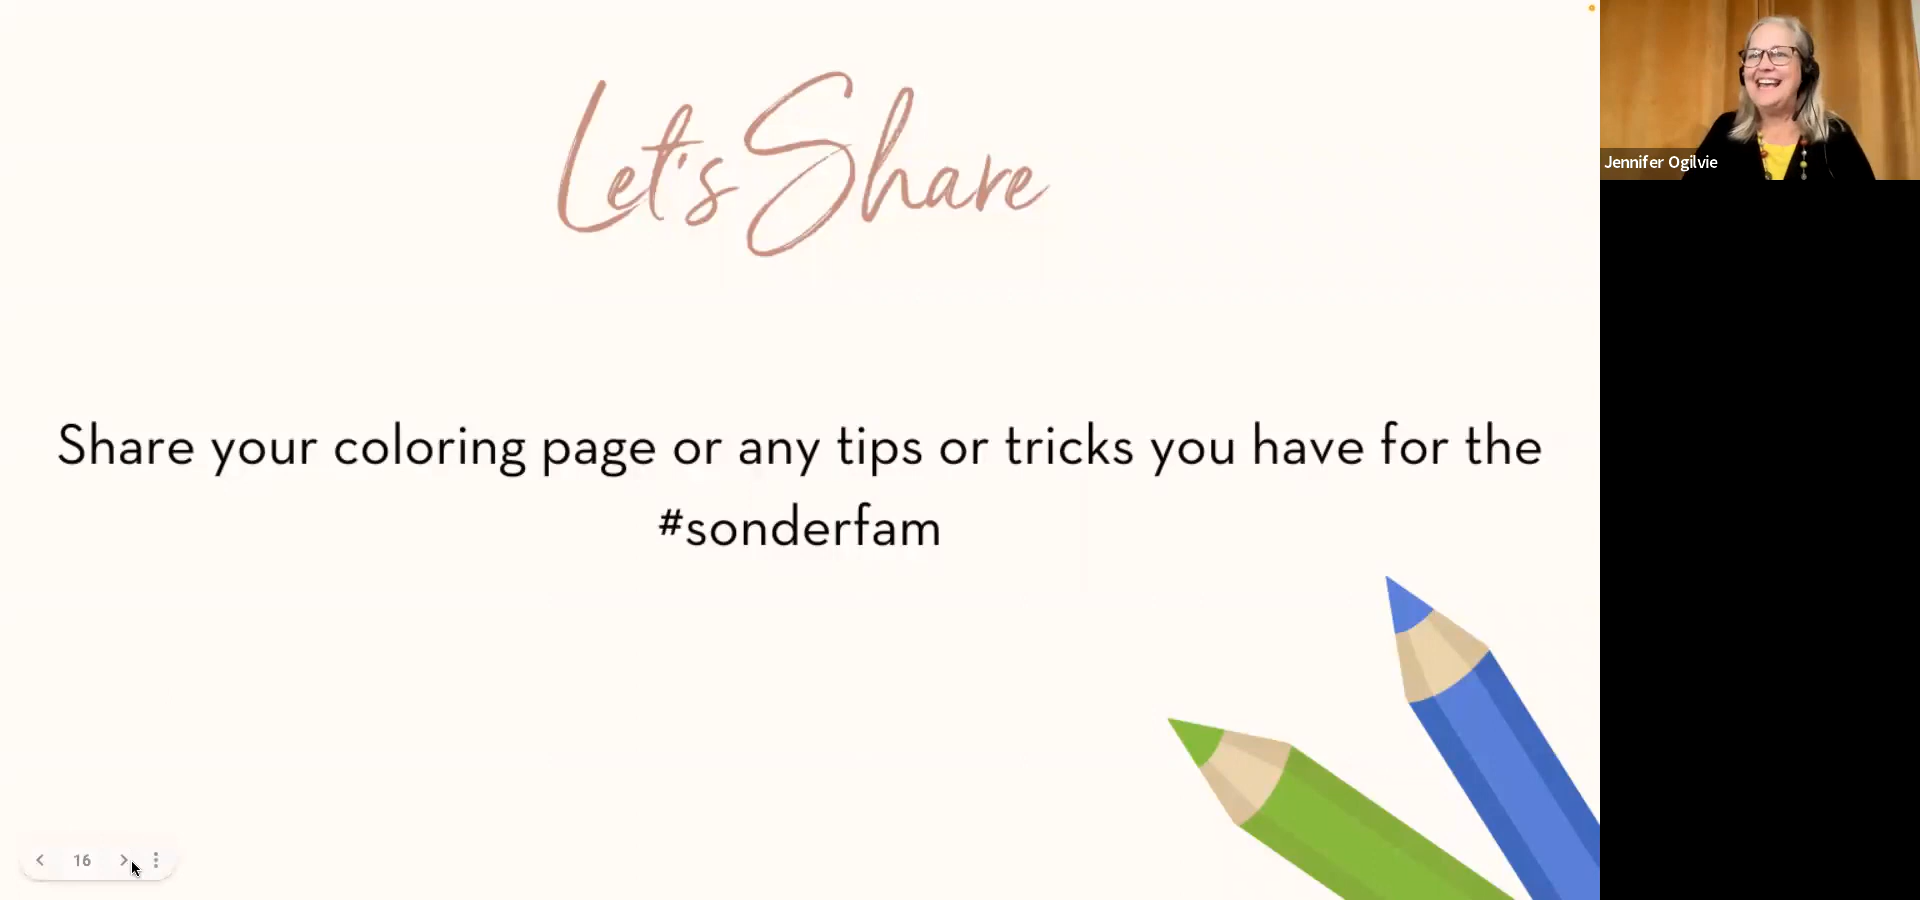 Let's Share
Jennifer Ogilvie
Share your coloring page or any tips or tricks you have for the
#sonderfam
16